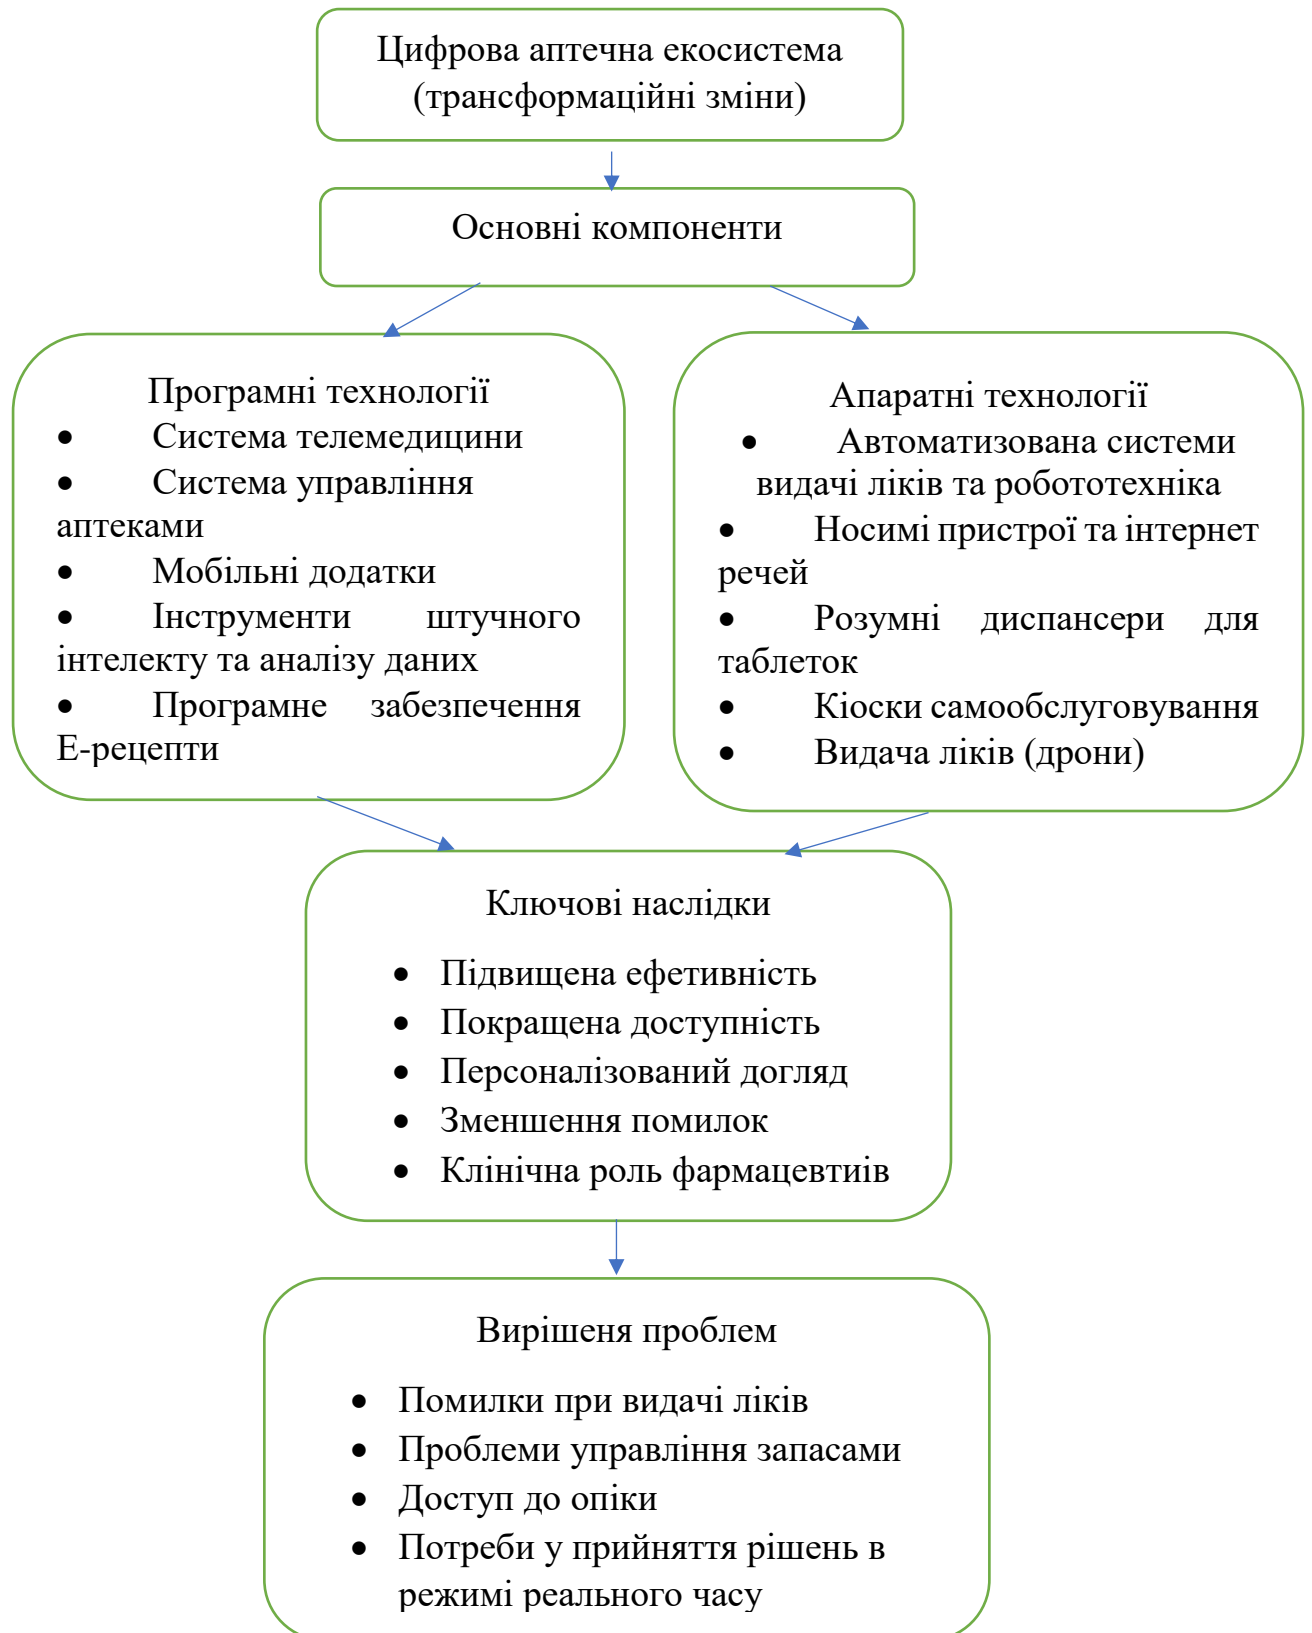 Цифрова аптечна екосистема
(трансформаційні зміни)
Основні компоненти
Програмні технології
• Система телемедицини
• Система управління
аптеками
• Мобільні додатки
• Інструменти штучного
інтелекту та аналізу даних
• Програмне забезпечення
Е-рецепти
Апаратні технології
• Автоматизована системи
видачі ліків та робототехніка
• Носимі пристрої та інтернет
речей
• Розумні диспансери для
таблеток
• Кіоски самообслуговування
• Видача ліків (дрони)
Ключові наслідки
• Підвищена ефетивність
• Покращена доступність
• Персоналізований догляд
• Зменшення помилок
• Клінічна роль фармацевтиів
Вирішеня проблем
• Помилки при видачі ліків
• Проблеми управління запасами
• Доступ до опіки
• Потреби у прийняття рішень в
режимі реального часу